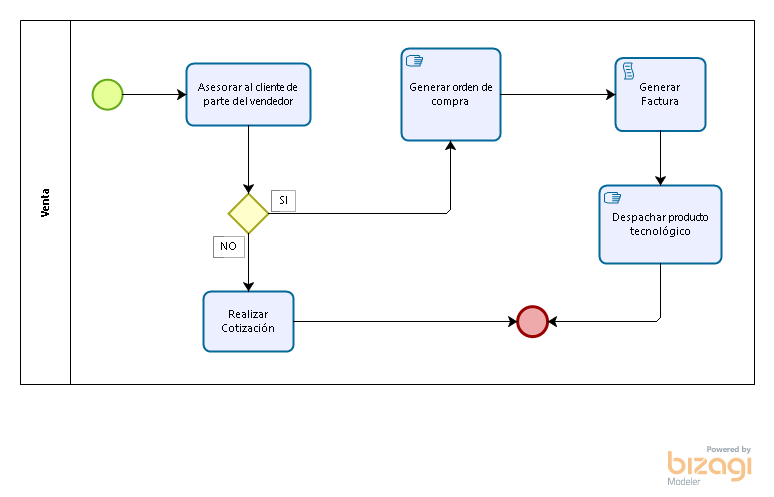 Venta
Asesorar al cliente de
parte del vendedor
Generar orden de
compra
Generar
Factura
SI
NO
Despachar producto
tecnológico
Realizar
Cotización
Powered by
bizagi
Modeler